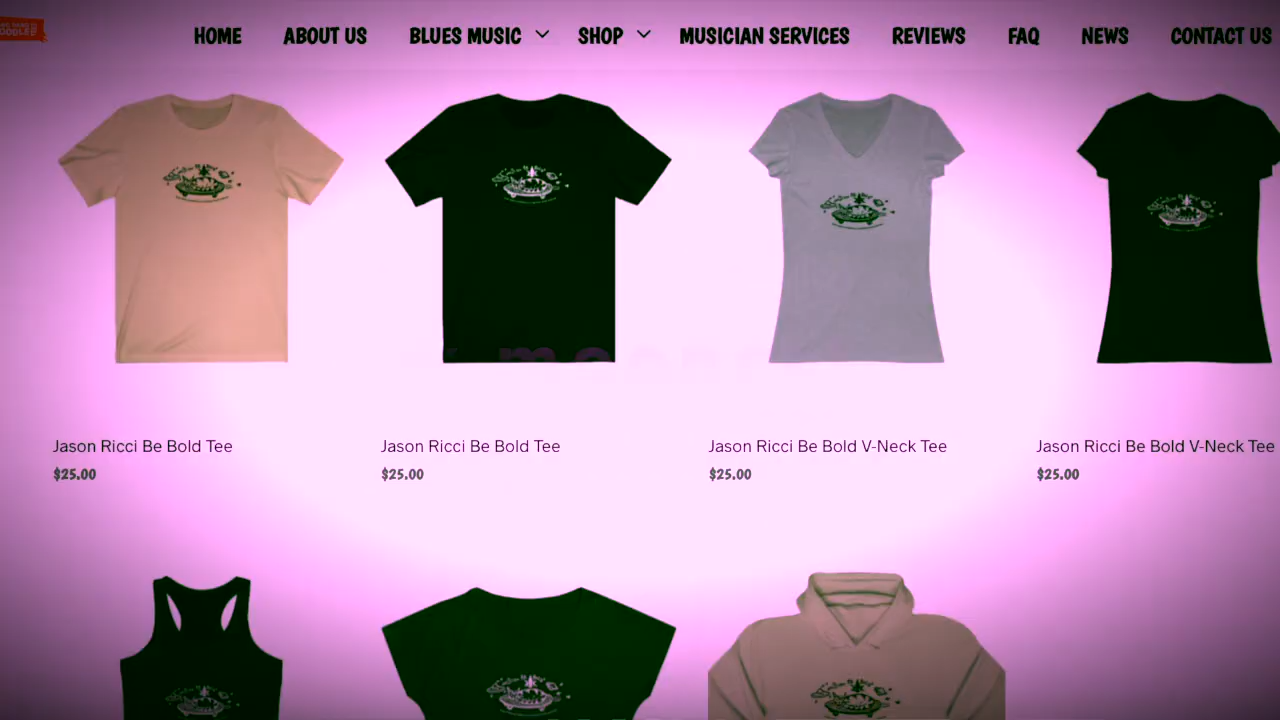 HOME ABOUT US BLUES MUSIC SHOP MUSICIAN SERVICES REVIEWS FAQ NEWS CONTACT US
Jason Ricci Be Bold Tee
$25.00
Jason Ricci Be Bold Tee
$25.00
Jason Ricci Be Bold V-Neck Tee
$25.00
Jason Ricci Be Bold V-Neck Tee
$25.00